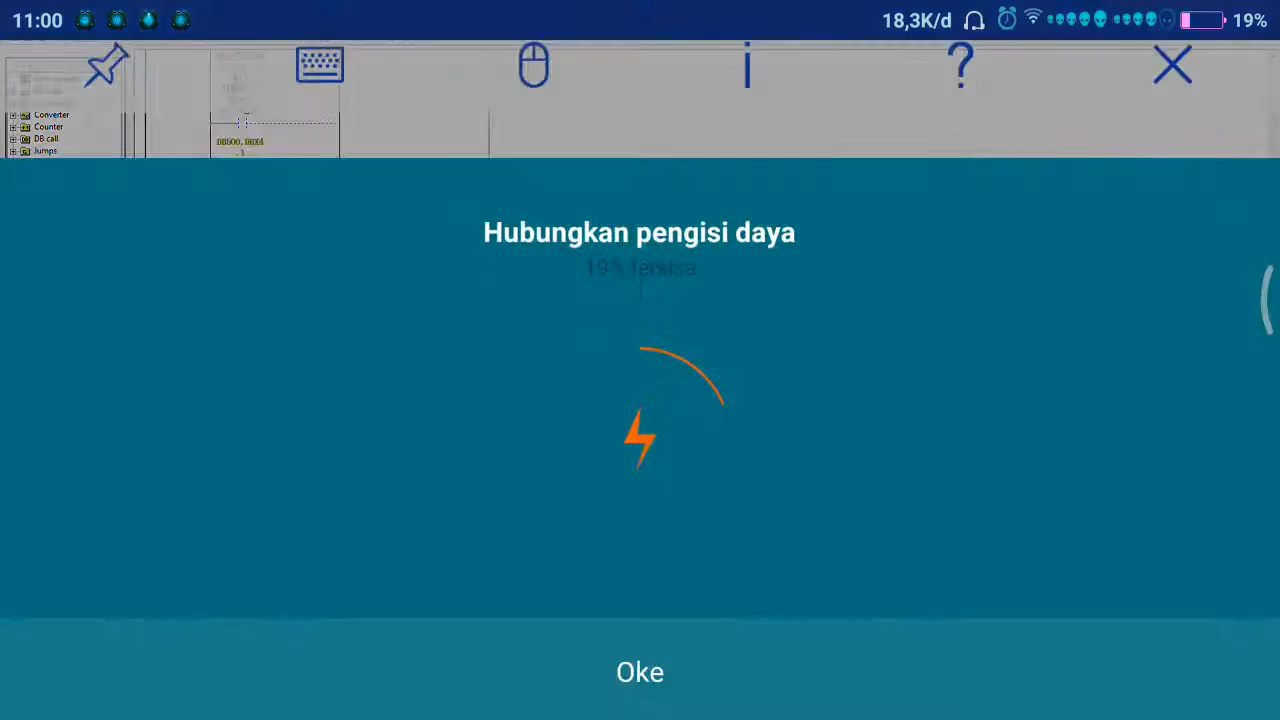 11:00 18,3K/d 19%
i ?
Converter
Counter
DB call
Jumps
Hubungkan pengisi daya
19% tersisa
Oke